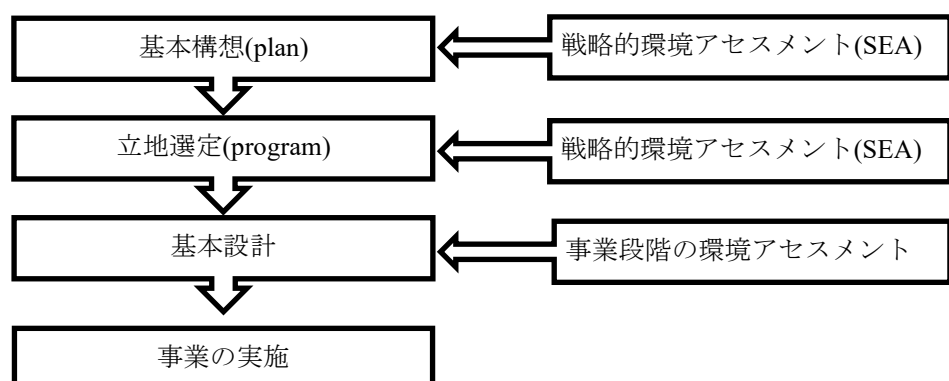 基本構想(plan)
戦略的環境アセスメント(SEA)
立地選定(program)
戦略的環境アセスメント(SEA)
基本設計
事業段階の環境アセスメント
事業の実施